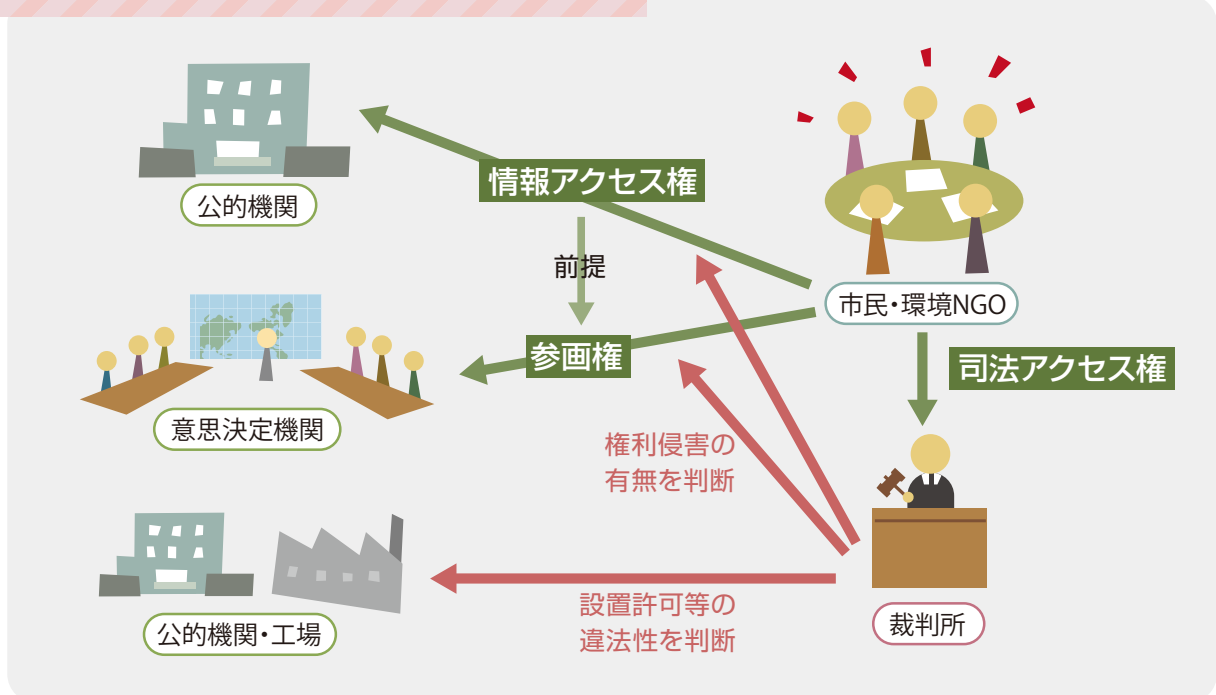 公的機関
情報アクセス権
前提
市民・環境NGO
参画権
司法アクセス権
意思決定機関
権利侵害の
有無を判断
設置許可等の
違法性を判断
公的機関・工場
裁判所